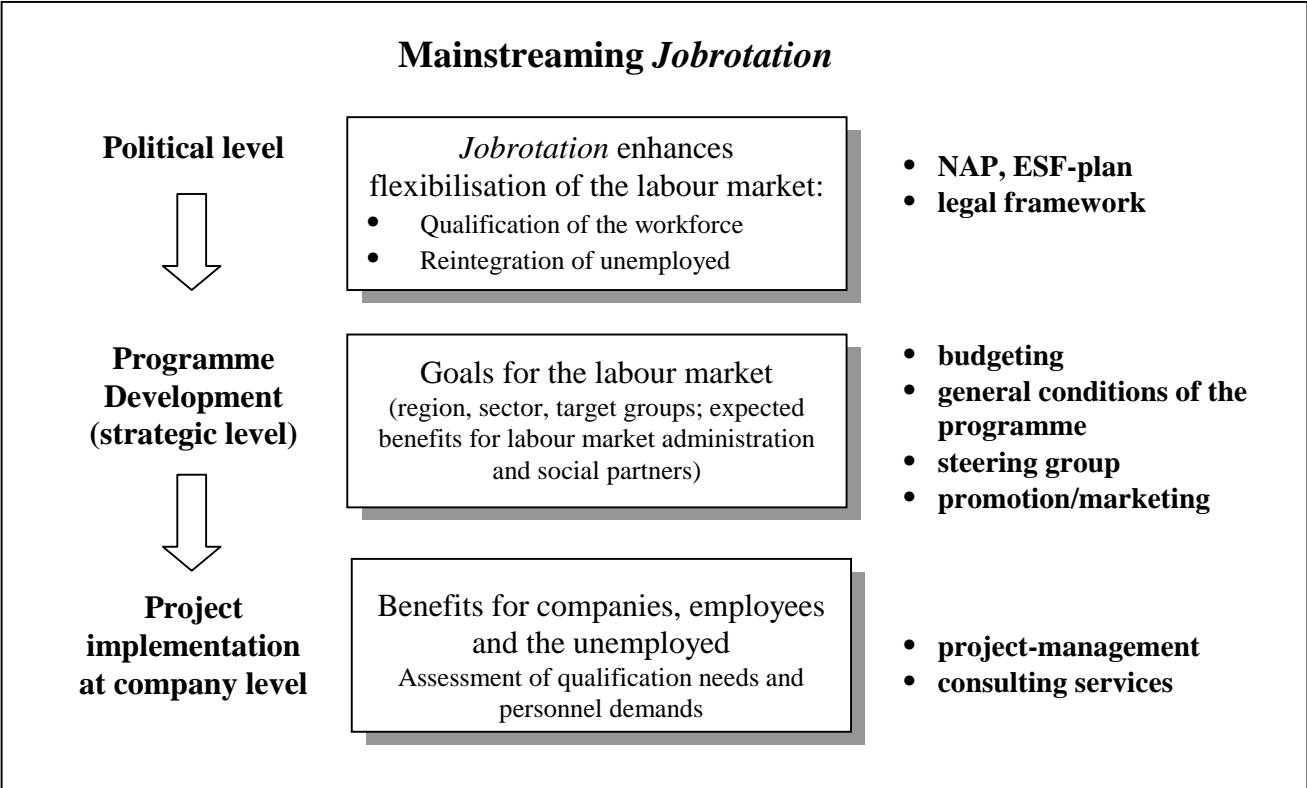 Mainstreaming Jobrotation
Political level
Jobrotation enhances
flexibilisation of the labour market:
• Qualification of the workforce
• Reintegration of unemployed
• NAP, ESF-plan
• legal framework
Programme
Development
(strategic level)
Goals for the labour market
(region, sector, target groups; expected
benefits for labour market administration
and social partners)
• budgeting
• general conditions of the
programme
• steering group
• promotion/marketing
Project
implementation
at company level
Benefits for companies, employees
and the unemployed
Assessment of qualification needs and
personnel demands
• project-management
• consulting services